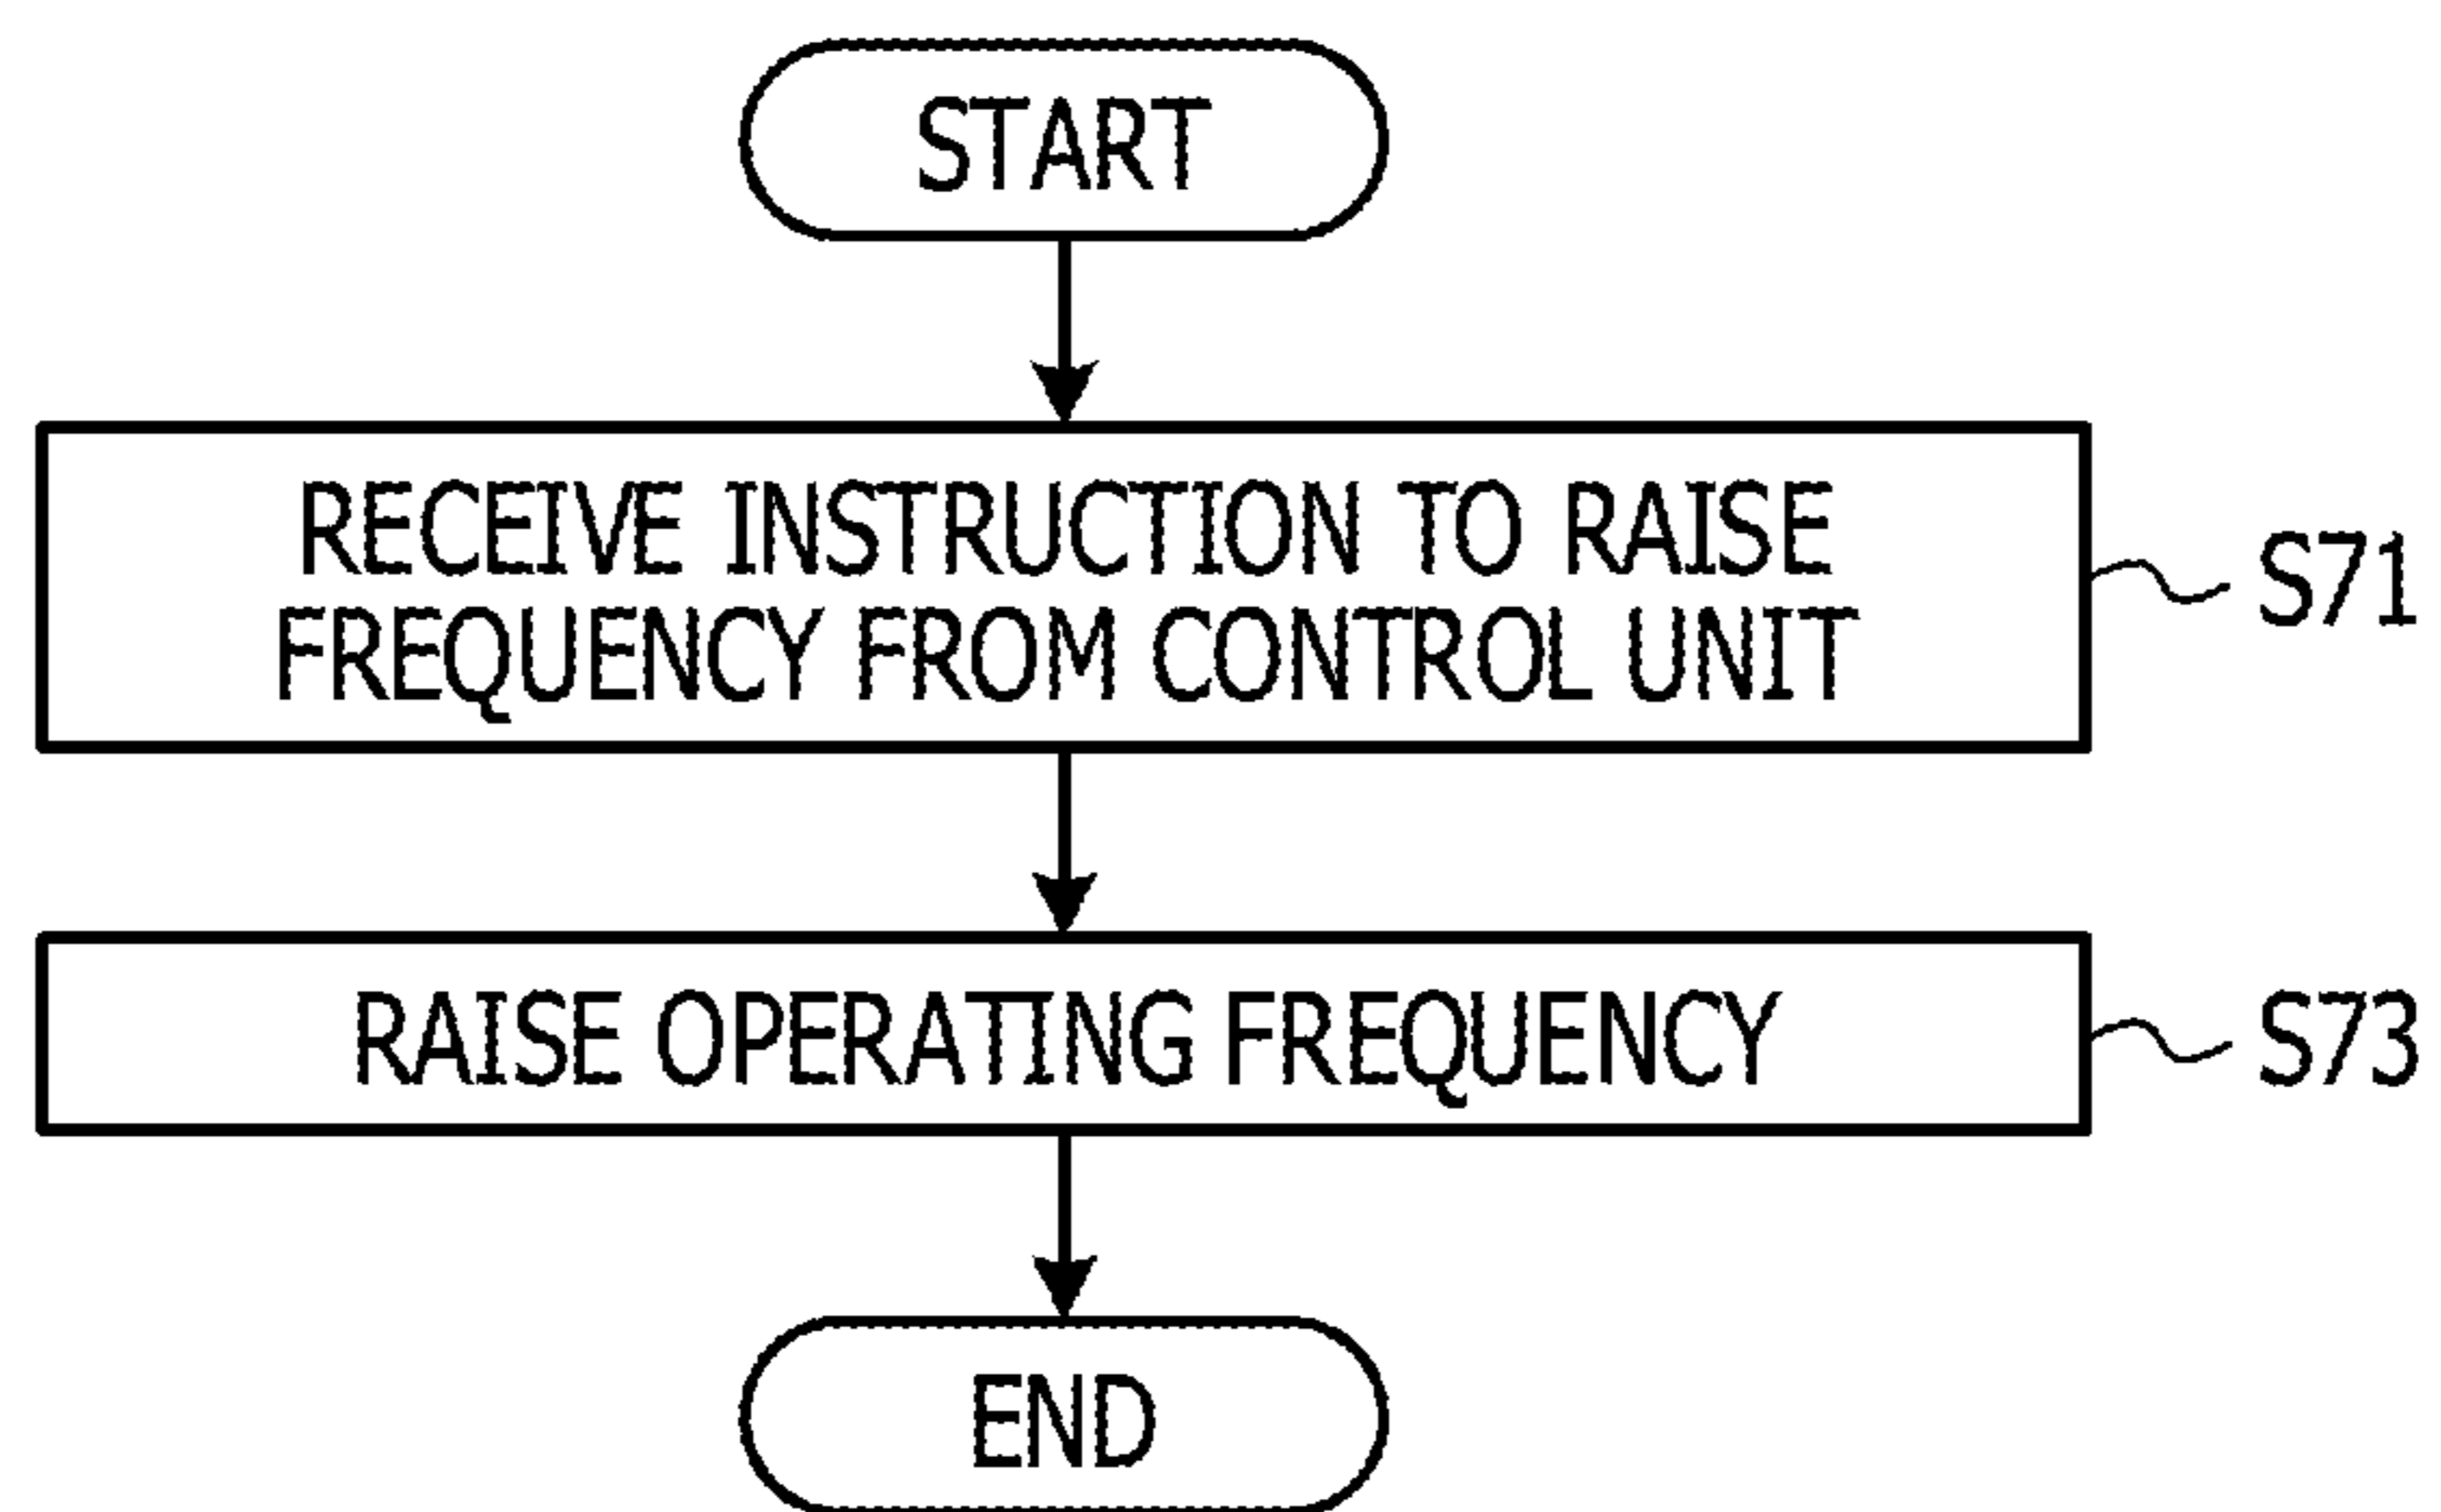 START
RECEIVE INSTRUCTION TO RAISE
FREQUENCY FROM CONTROL UNIT
S71
RAISE OPERATING FREQUENCY
S73
END